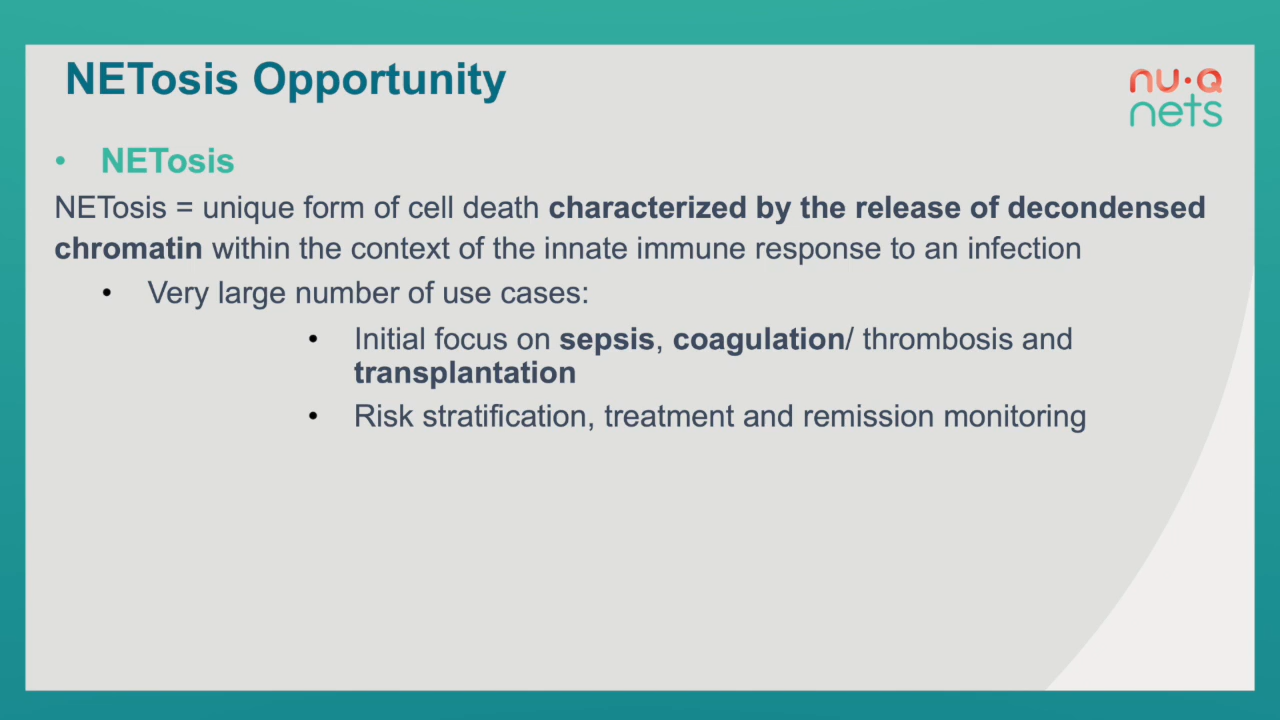 NETosis Opportunity
nu·Q
nets
• NETosis
NETosis = unique form of cell death characterized by the release of decondensed
chromatin within the context of the innate immune response to an infection
• Very large number of use cases:
• Initial focus on sepsis, coagulation/ thrombosis and
transplantation
• Risk stratification, treatment and remission monitoring